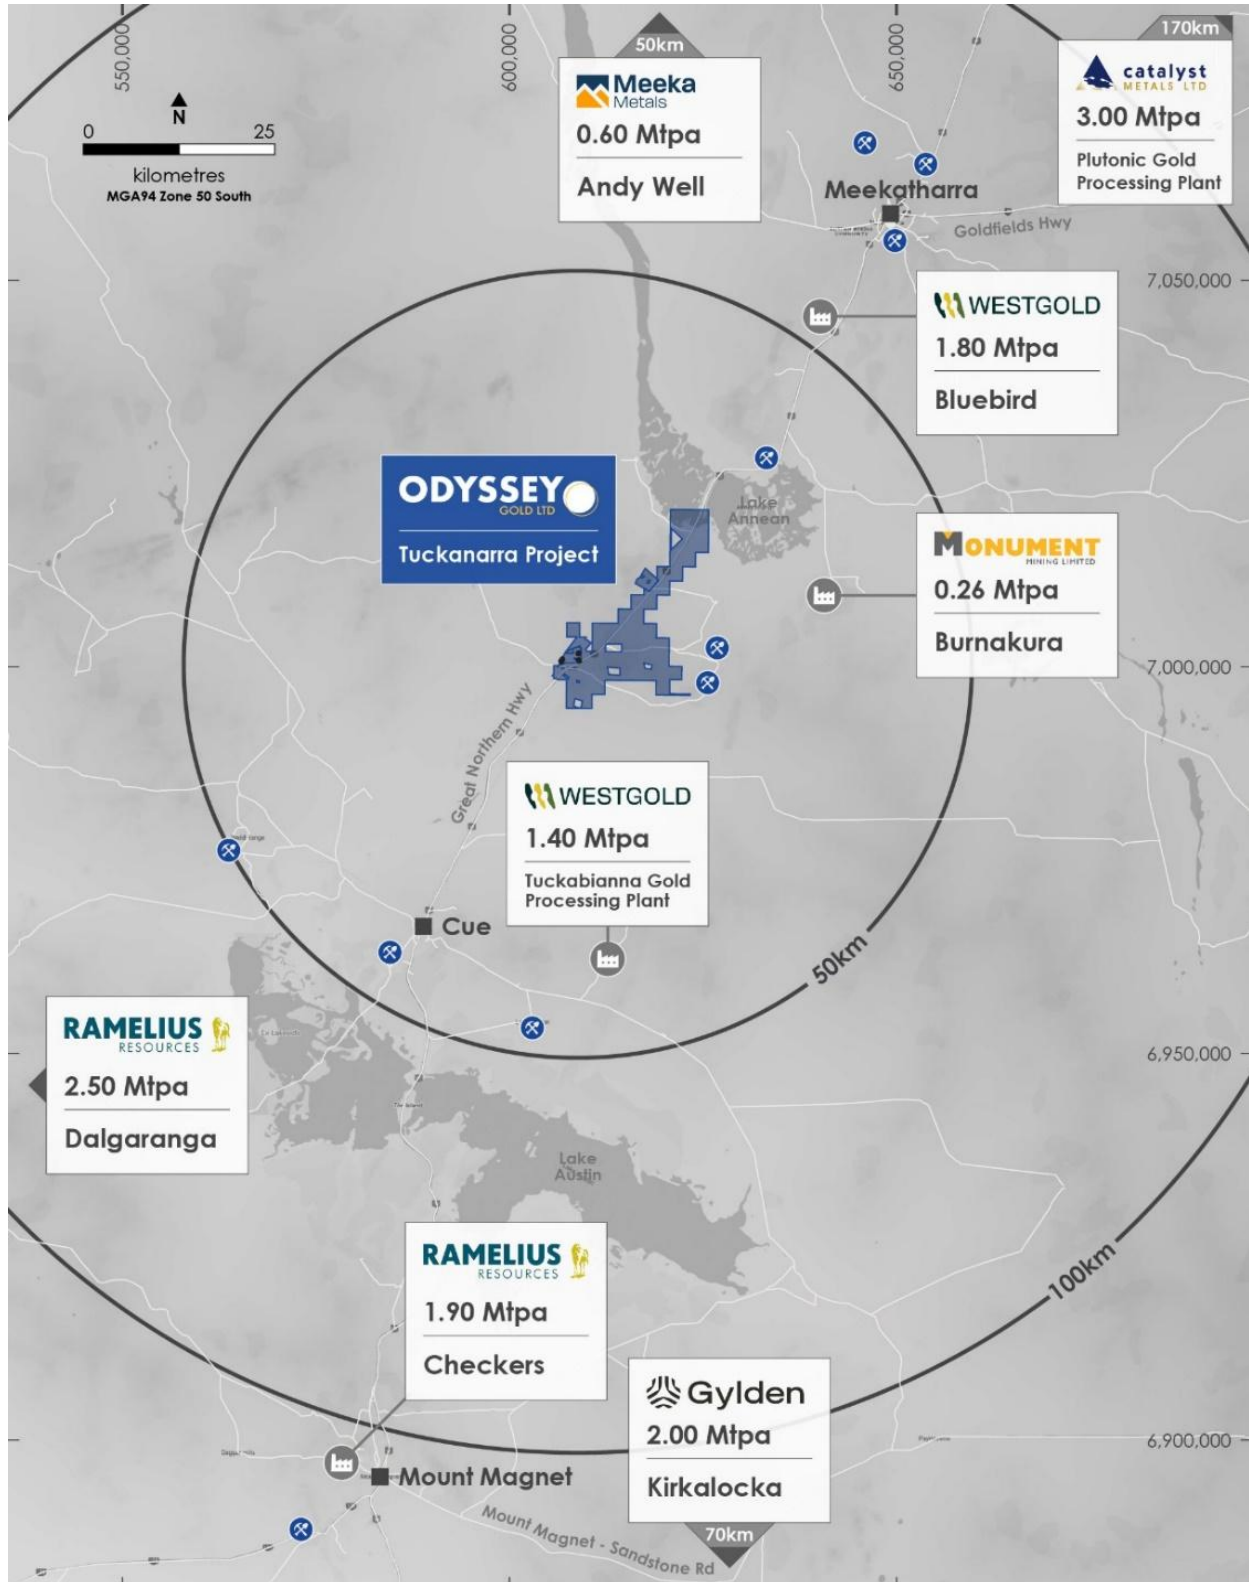 550,000
600,000
650,000
50km
170km
Meeka
Metals
0.60 Mtpa
Andy Well
catalyst
METALS LTD
3.00 Mtpa
Plutonic Gold
Processing Plant
N
0 25
kilometres
MGA94 Zone 50 South
Meekatharra
Goldfields Hwy
7,050,000
WESTGOLD
1.80 Mtpa
Bluebird
ODYSSEY
GOLD LTD
Tuckanarra Project
Lake
Annean
MONUMENT
MINING LIMITED
0.26 Mtpa
Burnakura
7,000,000
Great Northern Hwy
WESTGOLD
1.40 Mtpa
Tuckabianna Gold
Processing Plant
Cue
50km
RAMELIUS
RESOURCES
2.50 Mtpa
Dalgaranga
6,950,000
The Island
Lake
Austin
RAMELIUS
RESOURCES
1.90 Mtpa
Checkers
100km
Gylden
2.00 Mtpa
Kirkalocka
70km
6,900,000
Mount Magnet
Mount Magnet - Sandstone Rd